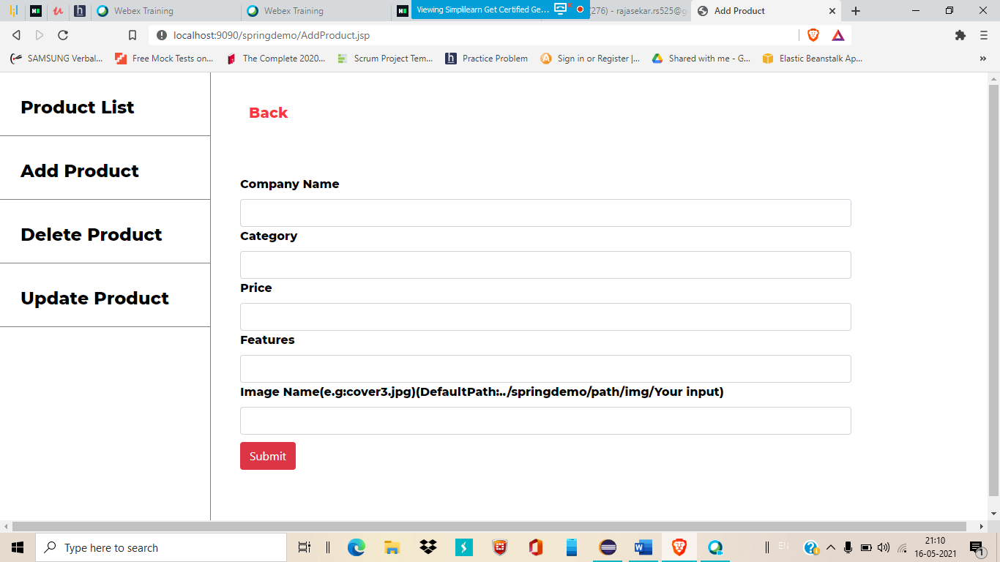 Webex Training
Webex Training
Viewing Simplilearn Get Certified Ge...
(276) - rajasekar.rs525@g
Add Product
localhost:9090/springdemo/AddProduct.jsp
SAMSUNG Verbal...
Free Mock Tests on...
The Complete 2020...
Scrum Project Tem...
Practice Problem
Sign in or Register |...
Shared with me - G...
Elastic Beanstalk Ap...
»
Product List
Add Product
Delete Product
Update Product
Back
Company Name
Category
Price
Features
Image Name(e.g:cover3.jpg)(DefaultPath:../springdemo/path/img/Your input)
Submit
Type here to search
EN
21:10
16-05-2021
1